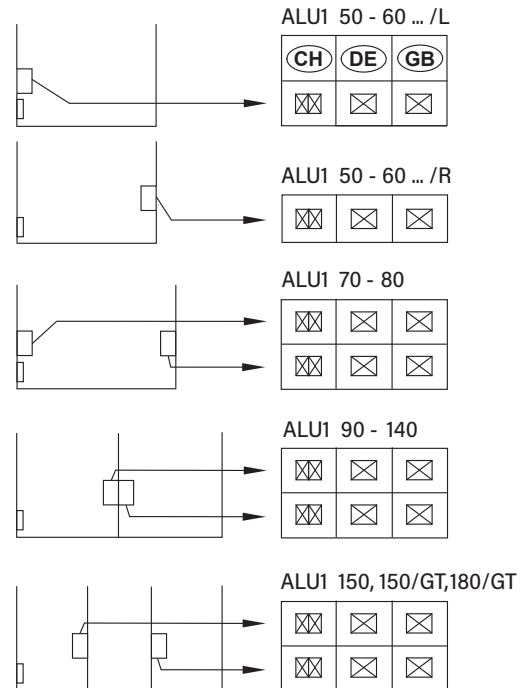 ALU1 50 - 60 ... /L
CH DE GB
ALU1 50 - 60 ... /R
ALU1 70 - 80
ALU1 90 - 140
ALU1 150, 150/GT,180/GT